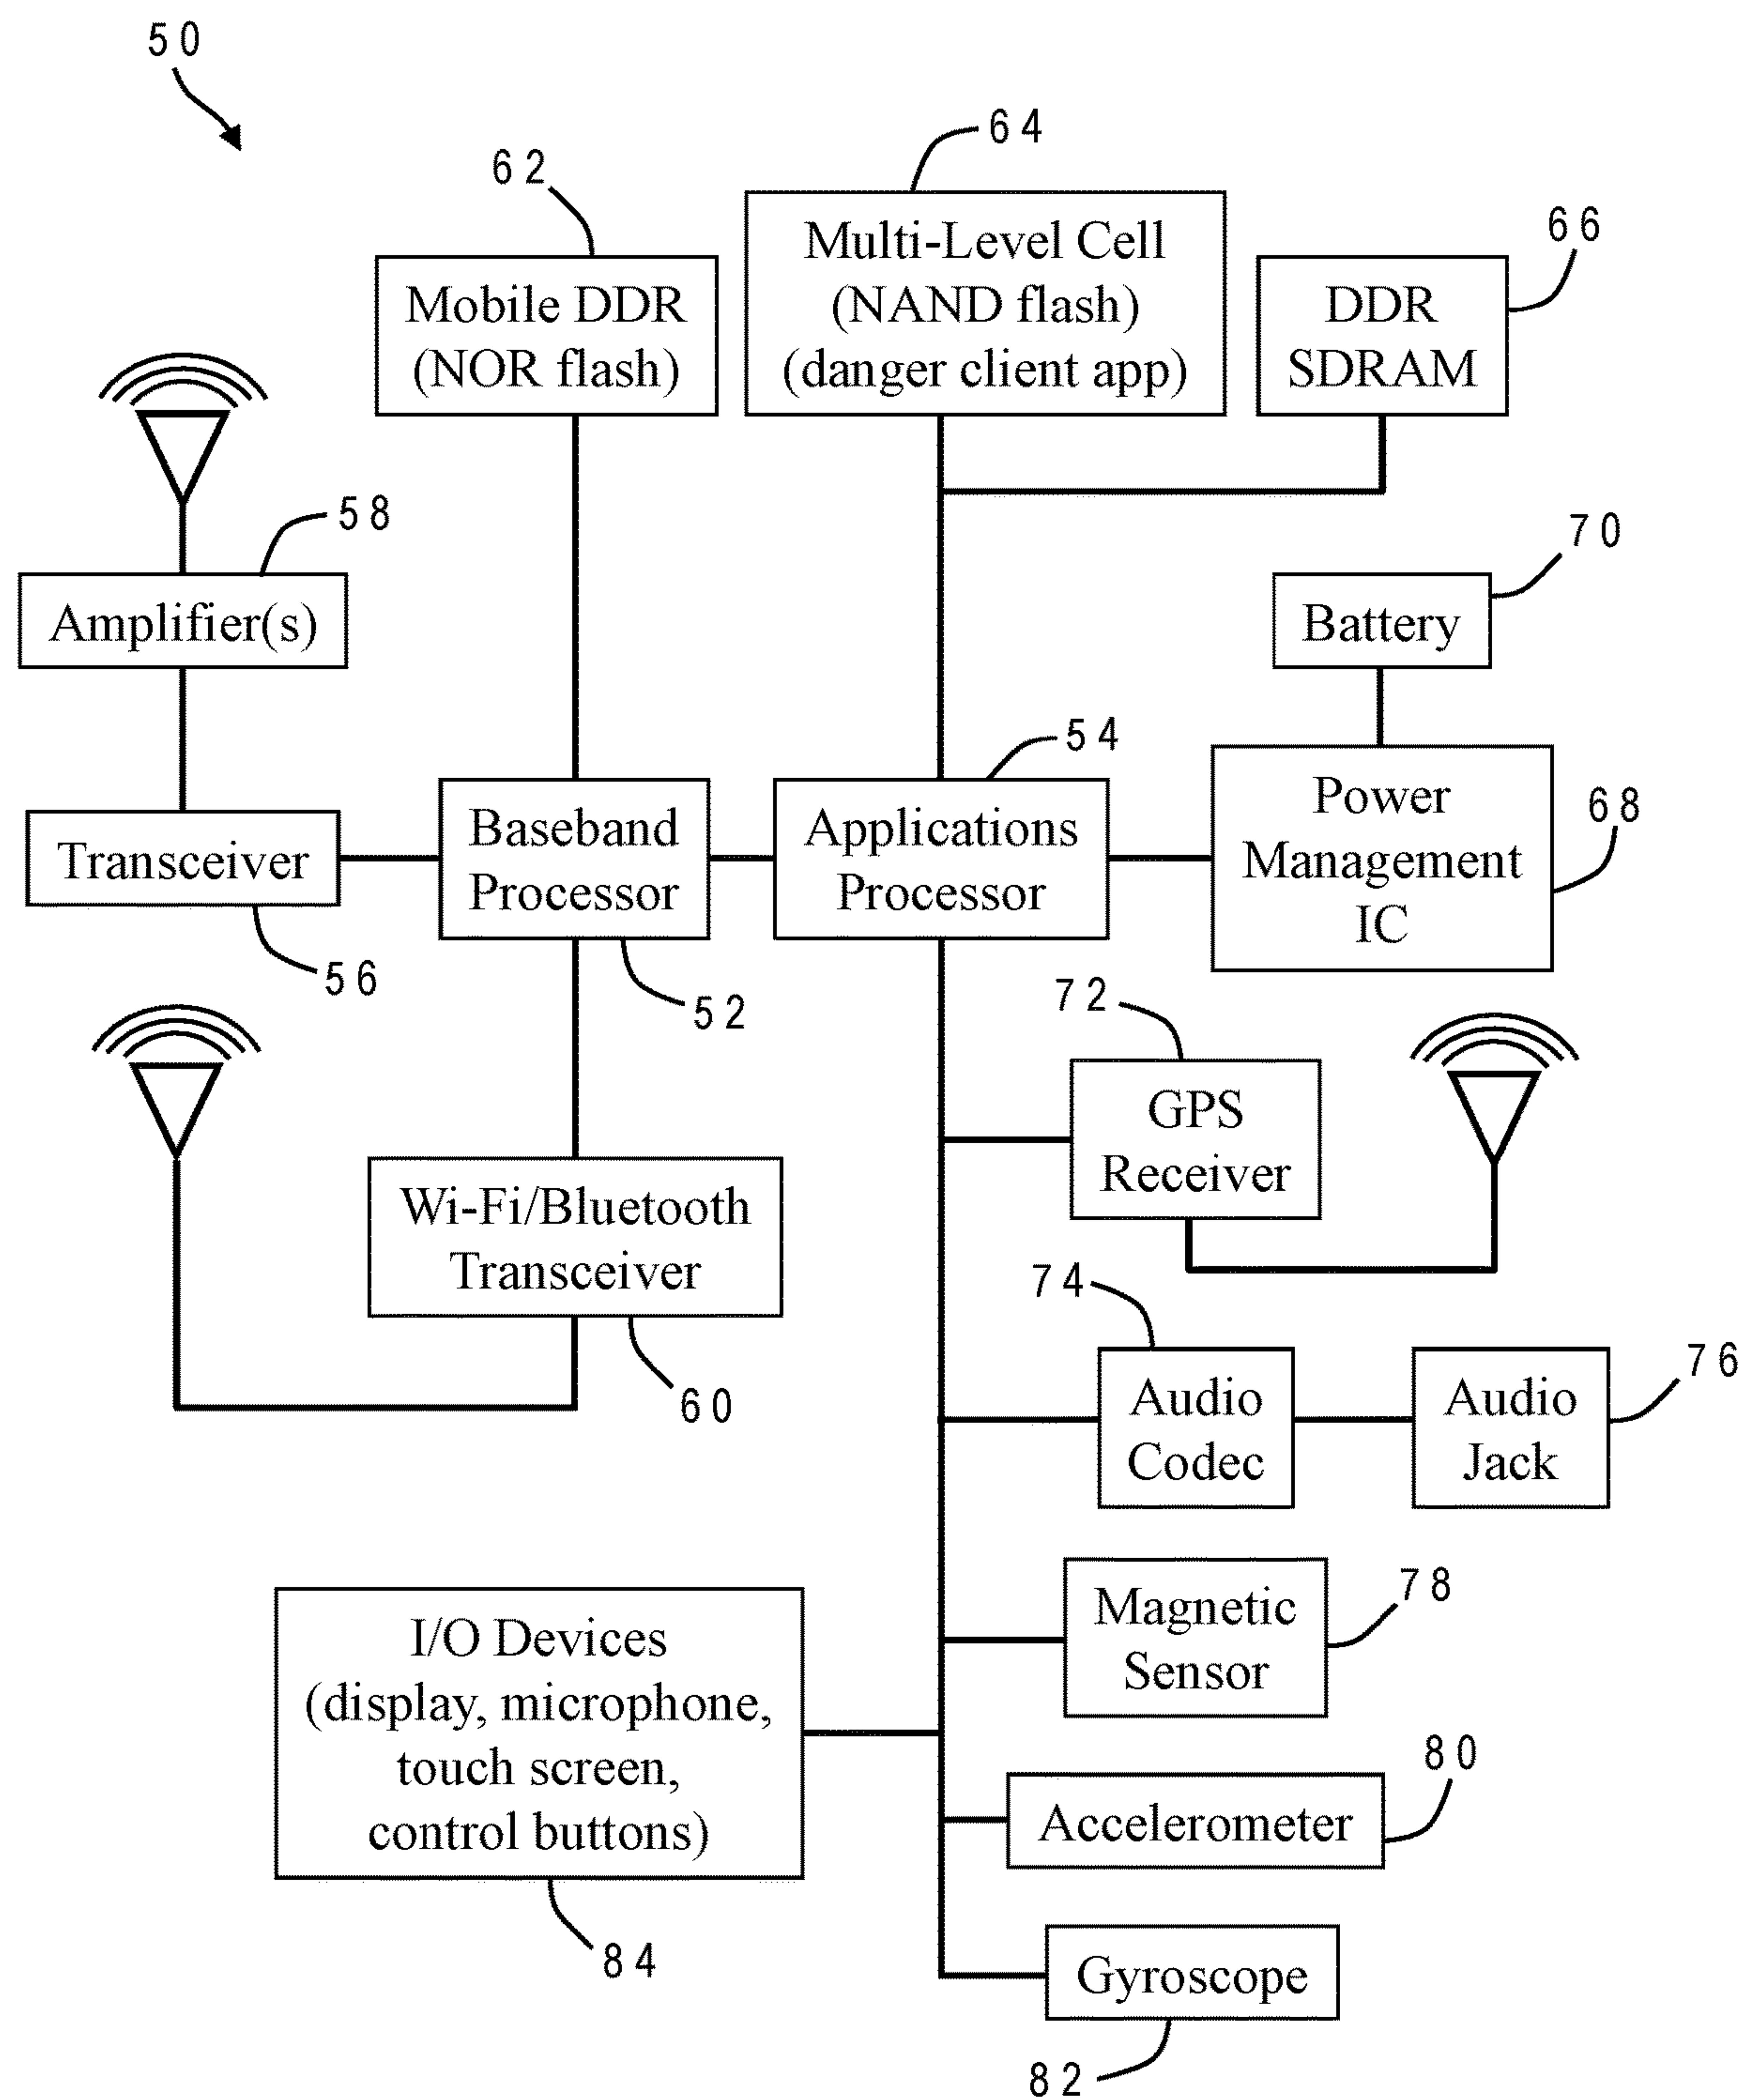 50
62
64
66
Mobile DDR
(NOR flash)
Multi-Level Cell
(NAND flash)
(danger client app)
DDR
SDRAM
58
70
Amplifier(s)
Battery
54
68
Transceiver
Baseband
Processor
Applications
Processor
Power
Management
IC
56
52
72
GPS
Receiver
Wi-Fi/Bluetooth
Transceiver
60
74
76
Audio
Codec
Audio
Jack
78
Magnetic
Sensor
I/O Devices
(display, microphone,
touch screen,
control buttons)
84
80
Accelerometer
Gyroscope
82